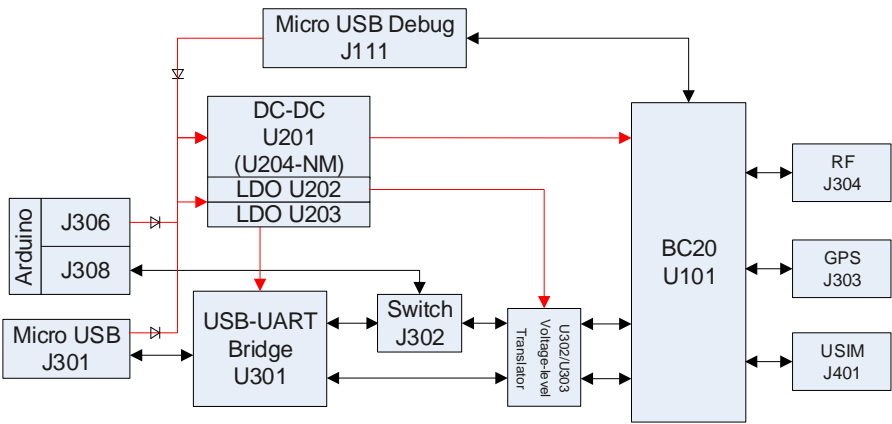 Micro USB Debug
J111
DC-DC
U201
(U204-NM)
LDO U202
LDO U203
Arduino
J306
J308
Micro USB
J301
USB-UART
Bridge
U301
Switch
J302
U302/U303
Voltage-level
Translator
BC20
U101
RF
J304
GPS
J303
USIM
J401